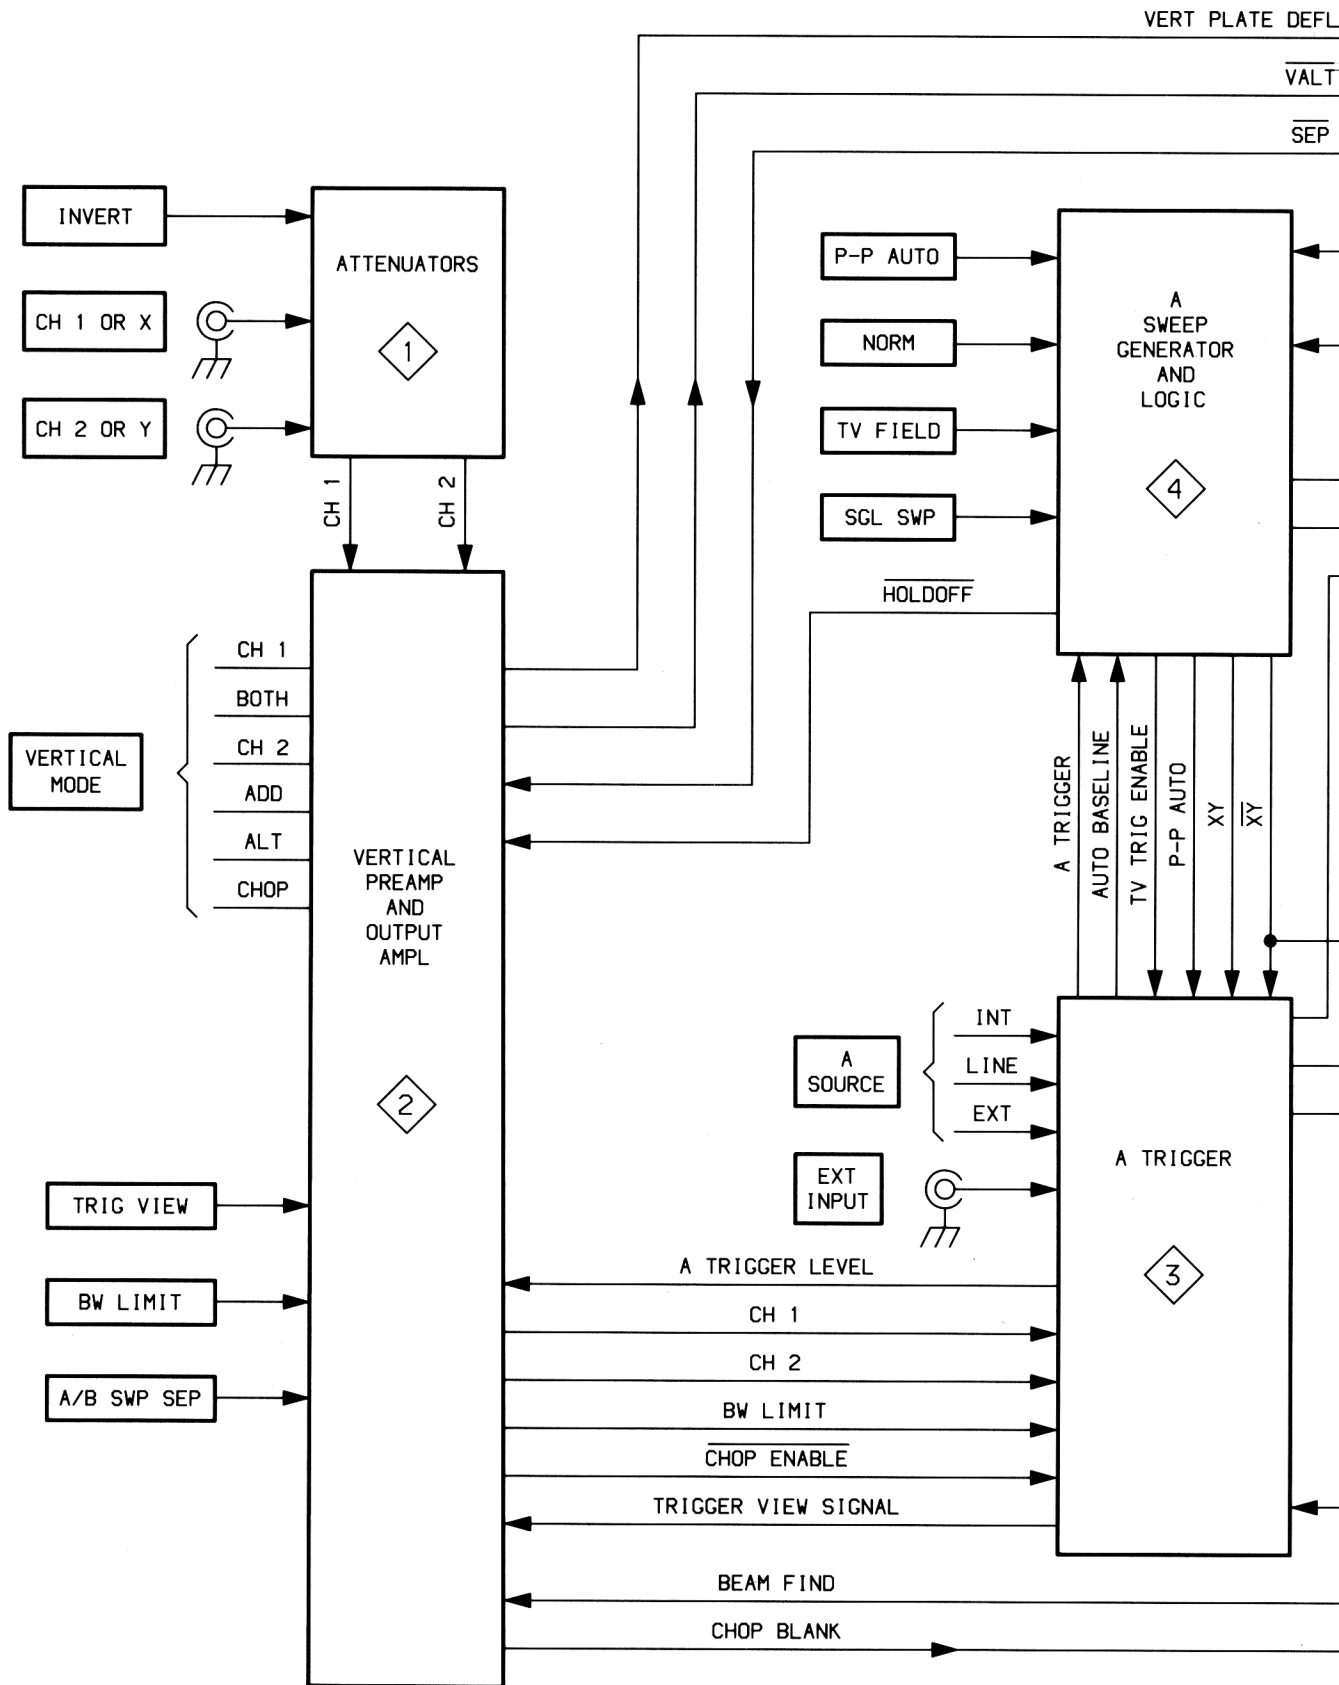 VERT PLATE DEFL
VALT
SEP
INVERT
CH 1 OR X
CH 2 OR Y
ATTENUATORS
1
CH 1
CH 2
P-P AUTO
NORM
TV FIELD
SGL SWP
A
SWEEP
GENERATOR
AND
LOGIC
4
HOLDOFF
VERTICAL
MODE
CH 1
BOTH
CH 2
ADD
ALT
CHOP
VERTICAL
PREAMP
AND
OUTPUT
AMPL
2
A TRIGGER
AUTO BASELINE
TV TRIG ENABLE
P-P AUTO
XY
XY
A
SOURCE
INT
LINE
EXT
EXT
INPUT
A TRIGGER
3
TRIG VIEW
BW LIMIT
A/B SWP SEP
A TRIGGER LEVEL
CH 1
CH 2
BW LIMIT
CHOP ENABLE
TRIGGER VIEW SIGNAL
BEAM FIND
CHOP BLANK